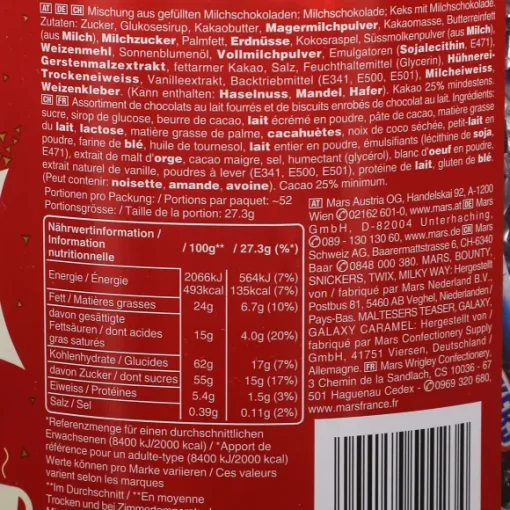 AT DE CH Mischung aus gefüllten Milchschokoladen; Milchschokolade; Keks mit Milchschokolade.
Zutaten: Zucker, Glukosesirup, Kakaobutter, Magermilchpulver, Kakaomasse, Butterreinfett
(aus Milch), Milchzucker, Palmfett, Erdnüsse, Kokosraspel, Süssmolkenpulver (aus Milch),
Weizenmehl, Sonnenblumenöl, Vollmilchpulver, Emulgatoren (Sojalecithin, E471),
Gerstenmalzextrakt, fettarmer Kakao, Salz, Feuchthaltemittel (Glycerin), Hühnerei-
Trockeneiweiss, Vanilleextrakt, Backtriebmittel (E341, E500, E501), Milcheiweiss,
Weizenkleber. (Kann enthalten: Haselnuss, Mandel, Hafer). Kakao 25% mindestens.
CH FR Assortiment de chocolats au lait fourrés et de biscuits enrobés de chocolat au lait. Ingrédients:
sucre, sirop de glucose, beurre de cacao, lait écrémé en poudre, pâte de cacao, matière grasse
du lait, lactose, matière grasse de palme, cacahuètes, noix de coco séchée, petit-lait en
poudre, farine de blé, huile de tournesol, lait entier en poudre, émulsifiants (lécithine de soja,
E471), extrait de malt d'orge, cacao maigre, sel, humectant (glycérol), blanc d'oeuf en poudre,
extrait naturel de vanille, poudres à lever (E341, E500, E501), protéine de lait, gluten de blé.
(Peut contenir: noisette, amande, avoine). Cacao 25% minimum.
Portionen pro Packung: / Portions par paquet: ~52
Portionsgrösse: / Taille de la portion: 27.3g
Nährwertinformation /
Information
nutritionnelle / 100g** / 27.3g (%*)
Energie / Énergie 2066kJ 564kJ (7%)
493kcal 135kcal (7%)
Fett / Matières grasses 24g 6.7g (10%)
davon gesättigte
Fettsäuren / dont acides
gras saturés 15g 4.0g (20%)
Kohlenhydrate / Glucides 62g 17g (7%)
davon Zucker / dont sucres 55g 15g (17%)
Eiweiss / Protéines 5.4g 1.5g (3%)
Salz / Sel 0.39g 0.11g (2%)
*Referenzmenge für einen durchschnittlichen
Erwachsenen (8400 kJ/2000 kcal) / *Apport de
référence pour un adulte-type (8400 kJ/2000 kcal)
Werte können pro Marke variieren / Ces valeurs
varient selon les marques
**Im Durchschnitt / **En moyenne
Trocken und bei Zimmertemperatur
AT Mars Austria OG, Handelskai 92, A-1200
Wien 02162 601-0, www.mars.at DE Mars
GmbH, D-82004 Unterhaching,
089 - 130 130 60, www.mars.de CH Mars
Schweiz AG, Baarermattstrasse 6, CH-6340
Baar 0848 000 380. MARS, BOUNTY,
SNICKERS, TWIX, MILKY WAY: Hergestellt
von / fabriqué par Mars Nederland B.V.
Postbus 81, 5460 AB Veghel, Niederlanden /
Pays-Bas. MALTESERS TEASER, GALAXY,
GALAXY CARAMEL: Hergestellt von /
fabriqué par Mars Confectionery Supply
GmbH, 41751 Viersen, Deutschland /
Allemagne. FR Mars Wrigley Confectionery,
3 Chemin de la Sandlach, CS 10036 - 67
501 Haguenau Cedex - 0969 320 680,
www.marsfrance.fr